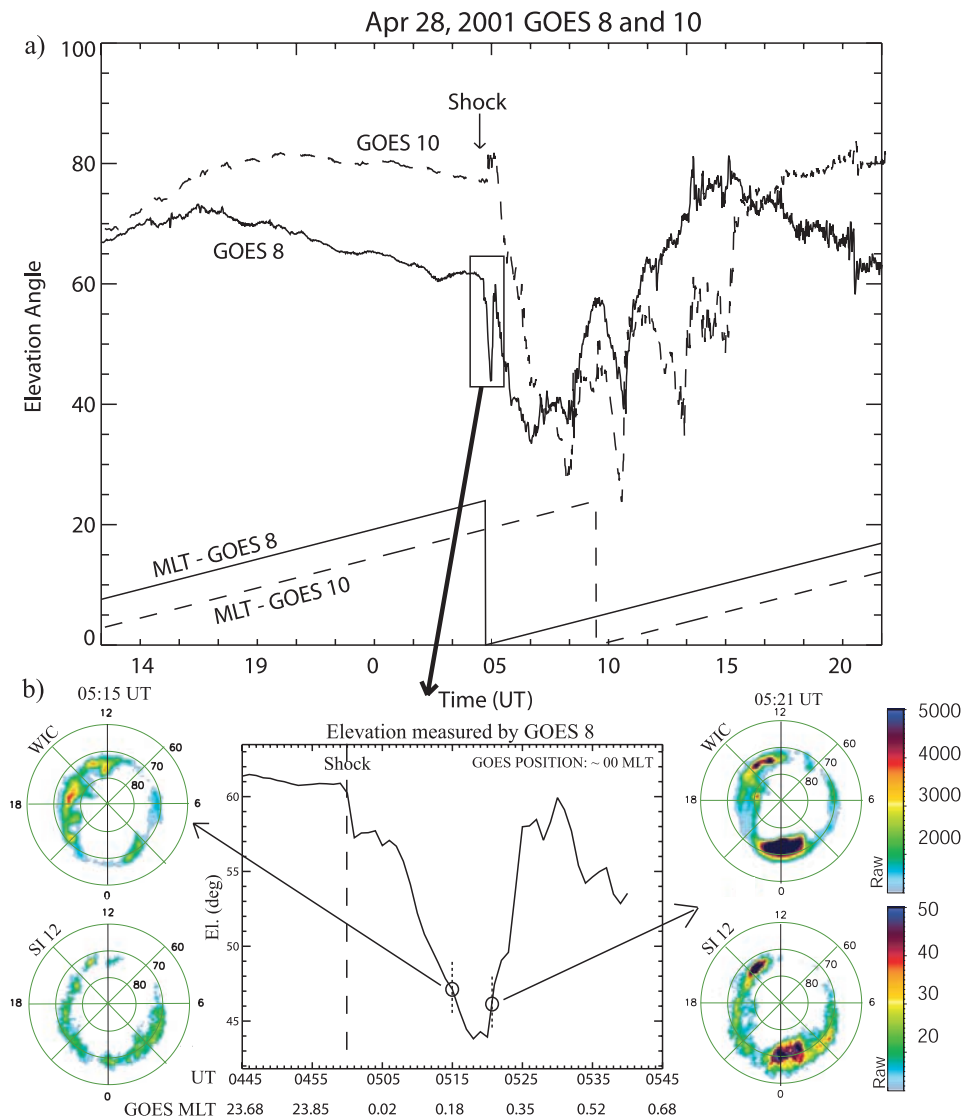 Apr 28, 2001 GOES 8 and 10
a)
100
80
60
40
20
0
Elevation Angle
Shock
GOES 10
GOES 8
MLT - GOES 8
MLT - GOES 10
14 19 0 05 10 15 20
Time (UT)
b)
05:15 UT
WIC
12
60
70
80
18
6
0
SI 12
12
60
70
80
18
6
0
Elevation measured by GOES 8
Shock
GOES POSITION: ~ 00 MLT
El. (deg)
60
55
50
45
UT 0445 0455 0505 0515 0525 0535 0545
GOES MLT 23.68 23.85 0.02 0.18 0.35 0.52 0.68
05:21 UT
WIC
12
60
70
80
18
6
0
5000
4000
3000
2000
Raw
SI 12
12
60
70
80
18
6
0
50
40
30
20
Raw